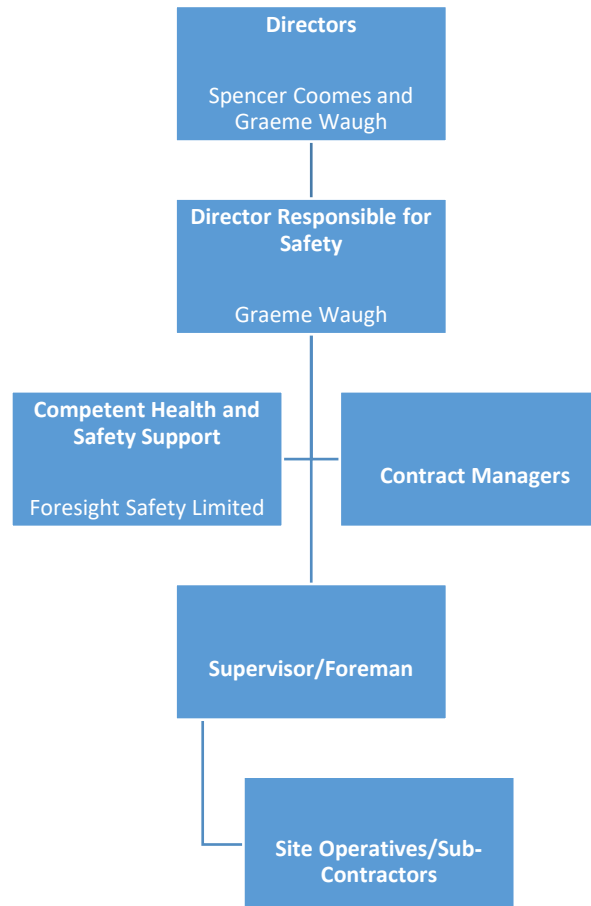 Directors
Spencer Coomes and
Graeme Waugh
Director Responsible for
Safety
Graeme Waugh
Competent Health and
Safety Support
Foresight Safety Limited
Contract Managers
Supervisor/Foreman
Site Operatives/Sub-
Contractors